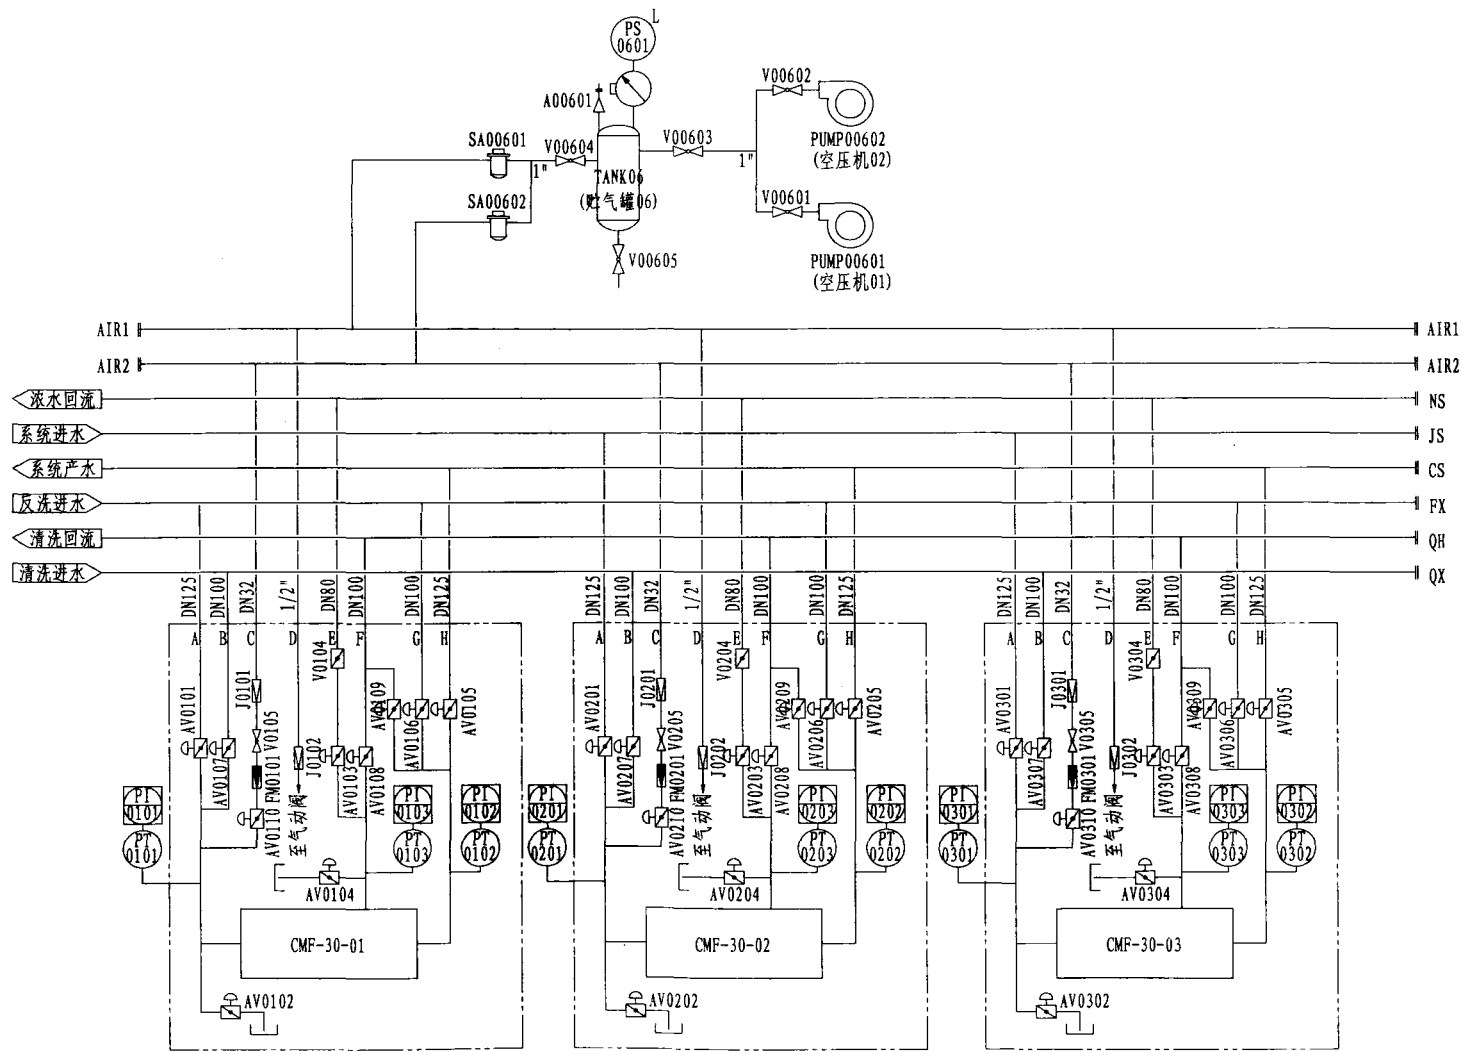 L
PS
0601
A00601
V00602
PUMP00602
(空压机02)
SA00601
V00604
V00603
1"
1"
TANK06
(贮气罐06)
SA00602
V00601
V00605
PUMP00601
(空压机01)
AIR1
AIR1
AIR2
AIR2
浓水回流
NS
系统进水
JS
系统产水
CS
反洗进水
FX
清洗回流
QH
清洗进水
QX
DN125
DN100
DN32
1/2"
DN80
DN100
DN100
DN125
A
B
C
D
E
F
G
H
V0104
J0101
AV0101
AV0107
V0105
FM0101
AV0110
J0102
至气动阀
AV0103
AV0108
AV0109
AV0106
AV0105
PI
0101
PT
0101
PI
0103
PT
0103
PI
0102
PT
0102
AV0104
CMF-30-01
AV0102
DN125
DN100
DN32
1/2"
DN80
DN100
DN100
DN125
A
B
C
D
E
F
G
H
V0204
J0201
AV0201
AV0207
V0205
FM0201
AV0210
J0202
至气动阀
AV0203
AV0208
AV0209
AV0206
AV0205
PI
0201
PT
0201
PI
0203
PT
0203
PI
0202
PT
0202
AV0204
CMF-30-02
AV0202
DN125
DN100
DN32
1/2"
DN80
DN100
DN100
DN125
A
B
C
D
E
F
G
H
V0304
J0301
AV0301
AV0307
V0305
FM0301
AV0310
J0302
至气动阀
AV0303
AV0308
AV0309
AV0306
AV0305
PI
0301
PT
0301
PI
0303
PT
0303
PI
0302
PT
0302
AV0304
CMF-30-03
AV0302